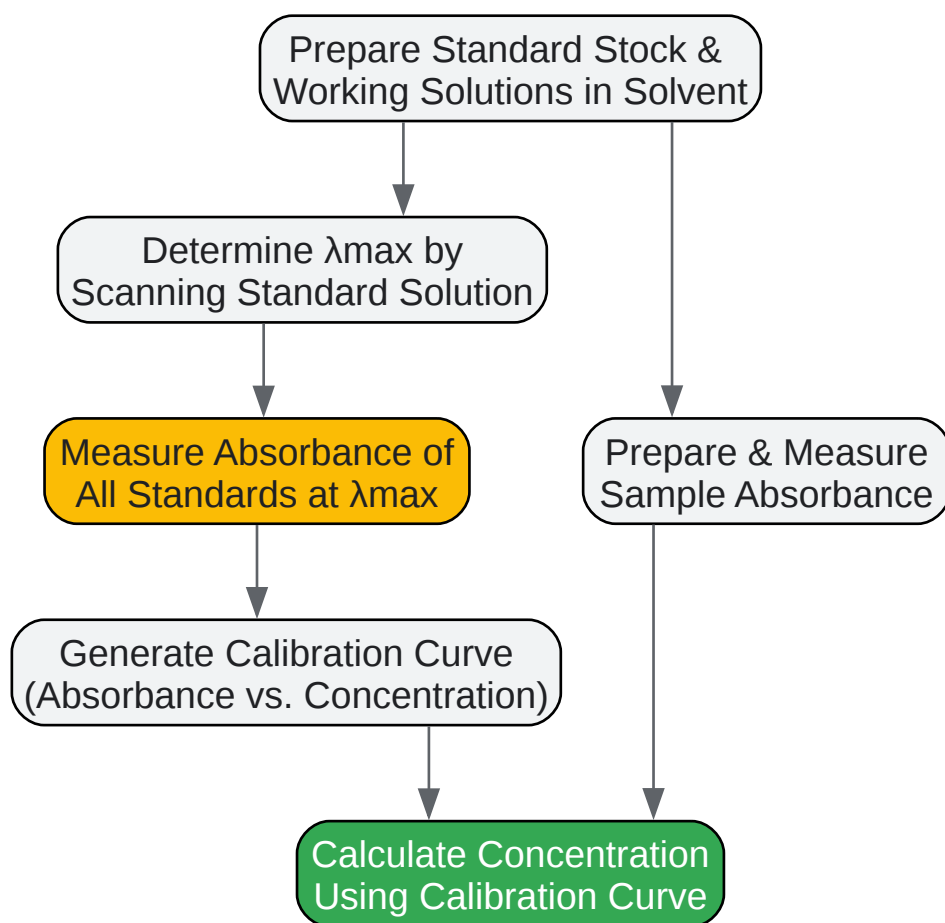 Prepare Standard Stock &
Working Solutions in Solvent
Determine λmax by
Scanning Standard Solution
Measure Absorbance of
All Standards at λmax
Prepare & Measure
Sample Absorbance
Generate Calibration Curve
(Absorbance vs. Concentration)
Calculate Concentration
Using Calibration Curve